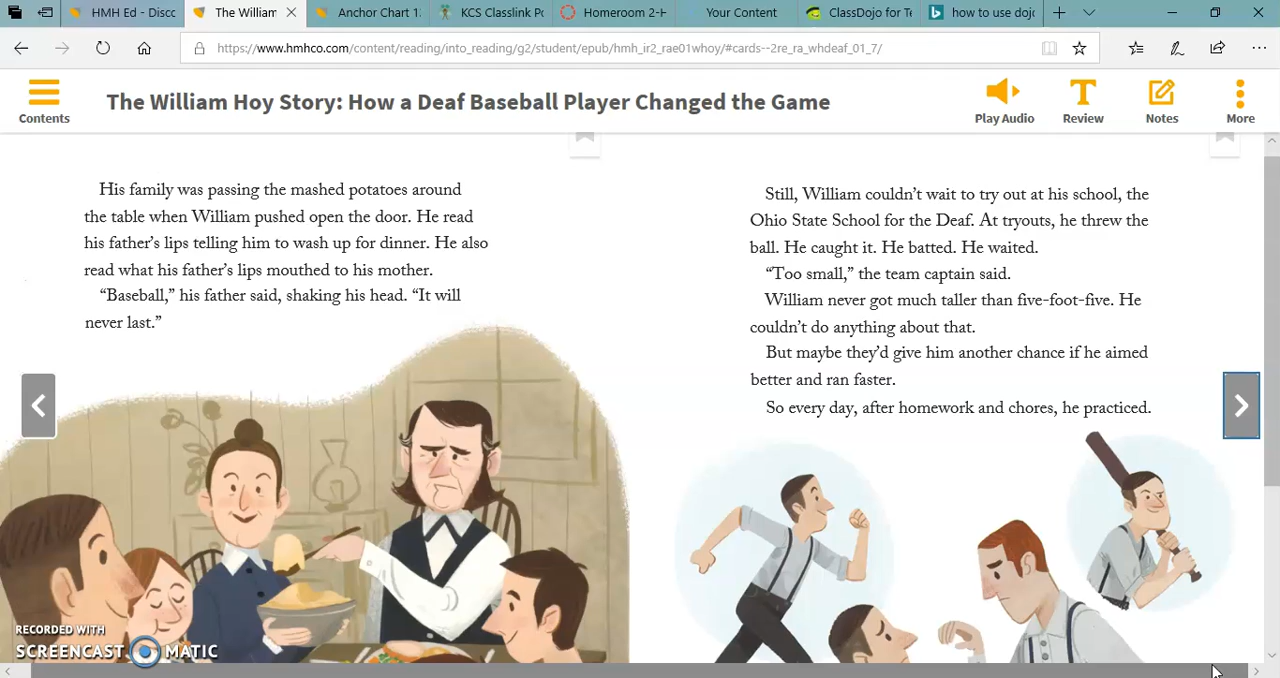 HMH Ed - Disco
The William
Anchor Chart 1.
KCS Classlink Po
Homeroom 2-H
Your Content
ClassDojo for Te
how to use dojo
https://www.hmhco.com/content/reading/into_reading/g2/student/epub/hmh_ir2_rae01whoy/#cards--2re_ra_whdeaf_01_7/
Contents
The William Hoy Story: How a Deaf Baseball Player Changed the Game
Play Audio
Review
Notes
More
His family was passing the mashed potatoes around
the table when William pushed open the door. He read
his father's lips telling him to wash up for dinner. He also
read what his father's lips mouthed to his mother.
“Baseball,” his father said, shaking his head. “It will
never last.”
Still, William couldn't wait to try out at his school, the
Ohio State School for the Deaf. At tryouts, he threw the
ball. He caught it. He batted. He waited.
“Too small,” the team captain said.
William never got much taller than five-foot-five. He
couldn't do anything about that.
But maybe they'd give him another chance if he aimed
better and ran faster.
So every day, after homework and chores, he practiced.
RECORDED WITH
SCREENCAST MATIC